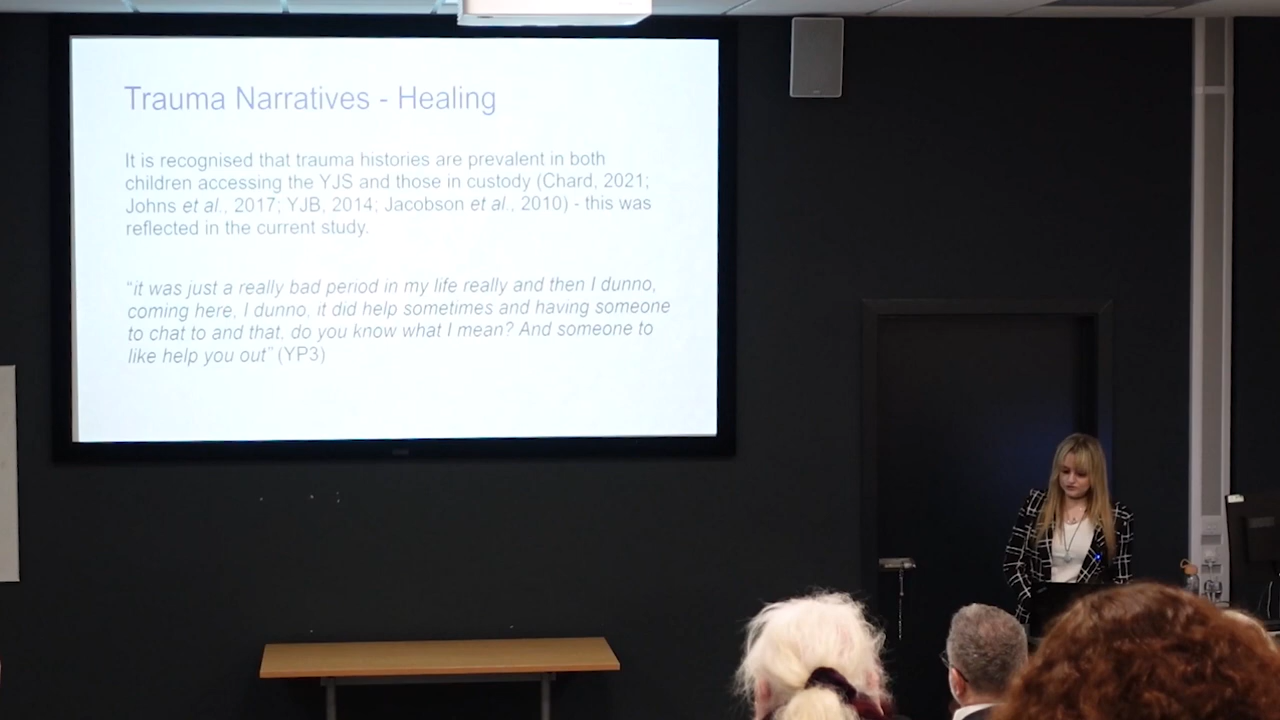 Trauma Narratives - Healing
It is recognised that trauma histories are prevalent in both
children accessing the YJS and those in custody (Chard, 2021;
Johns et al., 2017; YJB, 2014; Jacobson et al., 2010) - this was
reflected in the current study.
“it was just a really bad period in my life really and then I dunno,
coming here, I dunno, it did help sometimes and having someone
to chat to and that, do you know what I mean? And someone to
like help you out” (YP3)